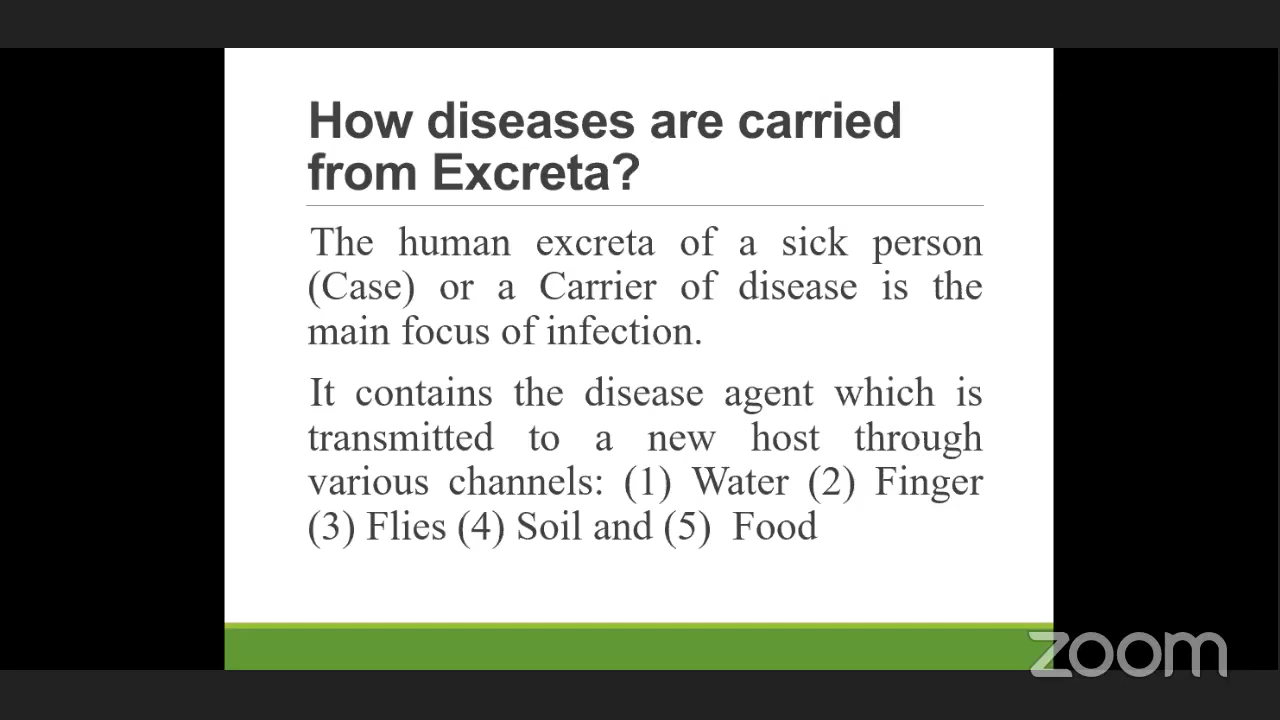 How diseases are carried
from Excreta?
The human excreta of a sick person
(Case) or a Carrier of disease is the
main focus of infection.
It contains the disease agent which is
transmitted to a new host through
various channels: (1) Water (2) Finger
(3) Flies (4) Soil and (5) Food
zoom